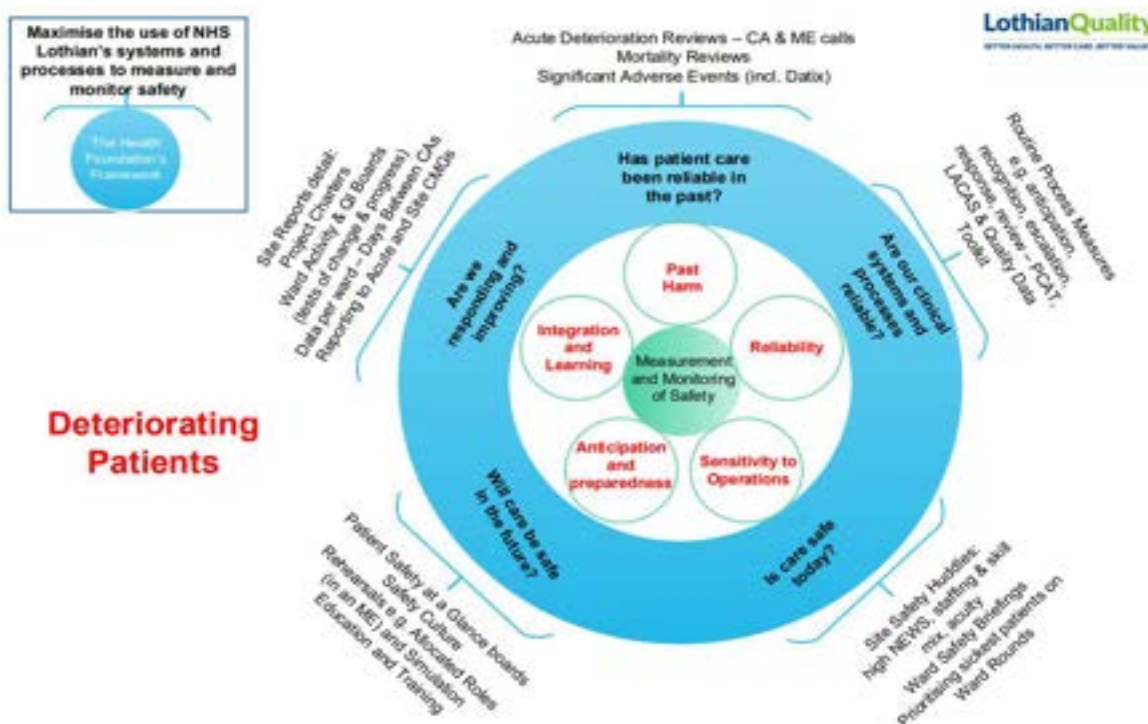 Maximise the use of NHS
Lothian's systems and
processes to measure and
monitor safety
The Health
Foundation's
Framework
LothianQuality
BETTER HEALTH, BETTER CARE, BETTER VALUE
Acute Deterioration Reviews – CA & ME calls
Mortality Reviews
Significant Adverse Events (incl. Datix)
Site Reports detail:
Project Charters
Ward Activity & QI Boards
(tests of change & progress)
Data per ward – Days Between CAs
Reporting to Acute and Site CMGs
Routine Process Measures
e.g. anticipation,
recognition, escalation,
response, review – PCAT,
LACAS & Quality Data
Toolkit
Has patient care
been reliable in
the past?
Are we
responding and
improving?
Are our clinical
systems and
processes
reliable?
Past
Harm
Integration
and
Learning
Reliability
Measurement
and Monitoring
of Safety
Anticipation
and
preparedness
Sensitivity to
Operations
Deteriorating
Patients
Will care be safe
in the future?
Is care safe
today?
Patient Safety at a Glance boards
Safety Culture
Rehearsals e.g. Allocated Roles
(in an ME) and Simulation
Education and Training
Site Safety Huddles:
high NEWS, staffing & skill
mix, acuity
Ward Safety Briefings
Prioritising sickest patients on
Ward Rounds